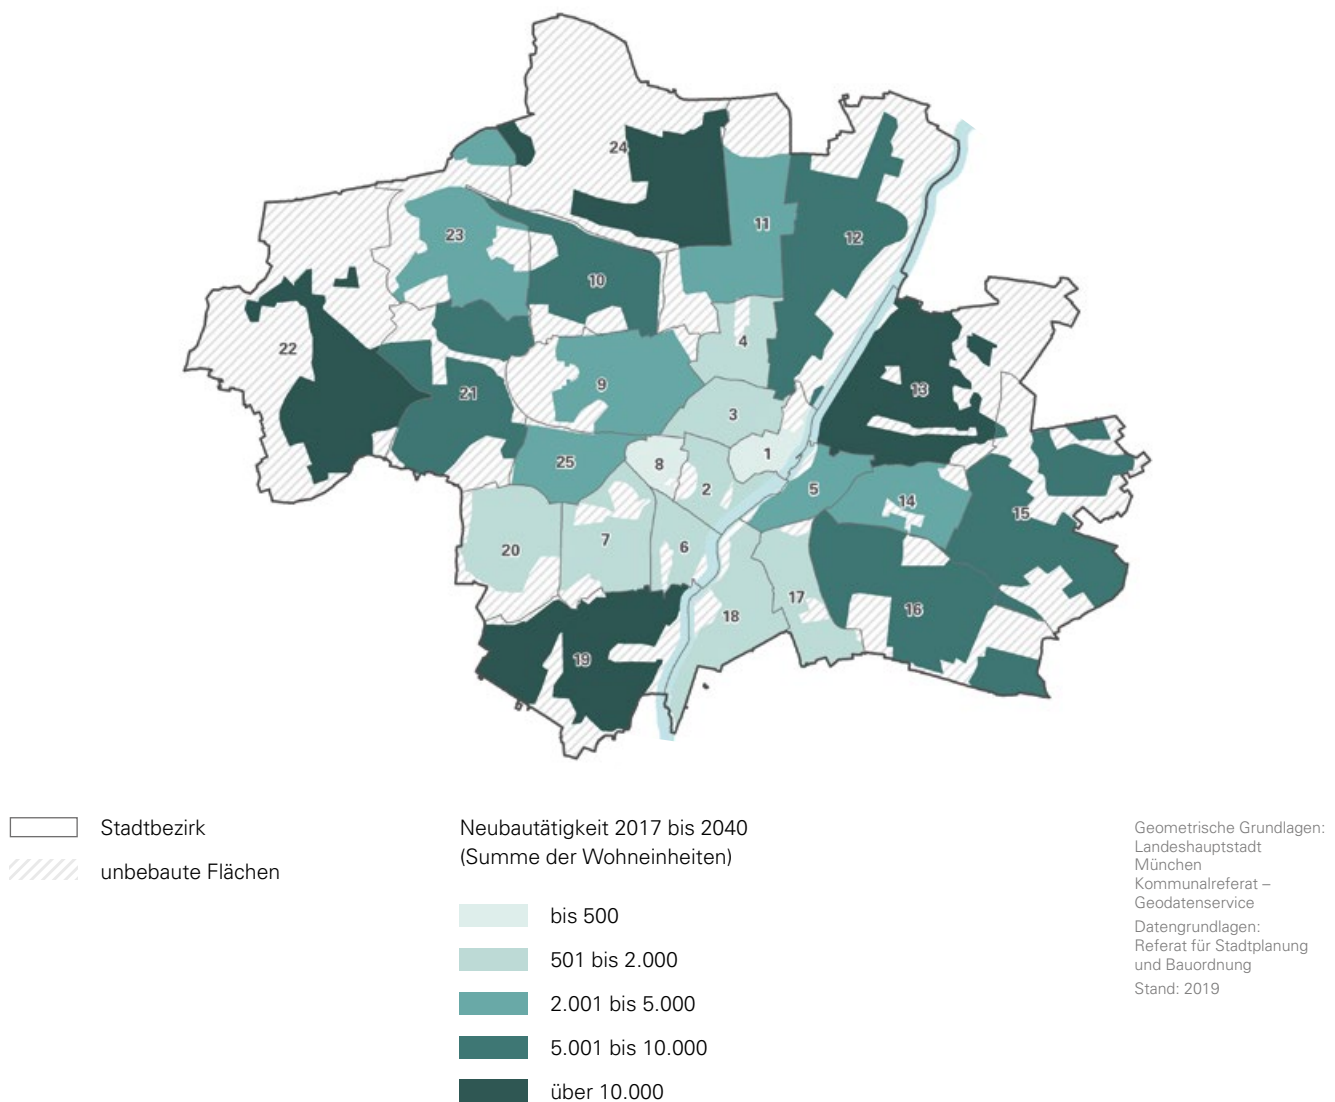 24
11
12
23
10
22
4
13
9
21
3
1
8
25
2
5
14
15
7
6
20
17
16
18
19
Stadtbezirk
unbebaute Flächen
Neubautätigkeit 2017 bis 2040
(Summe der Wohneinheiten)
bis 500
501 bis 2.000
2.001 bis 5.000
5.001 bis 10.000
über 10.000
Geometrische Grundlagen:
Landeshauptstadt
München
Kommunalreferat –
Geodatenservice
Datengrundlagen:
Referat für Stadtplanung
und Bauordnung
Stand: 2019